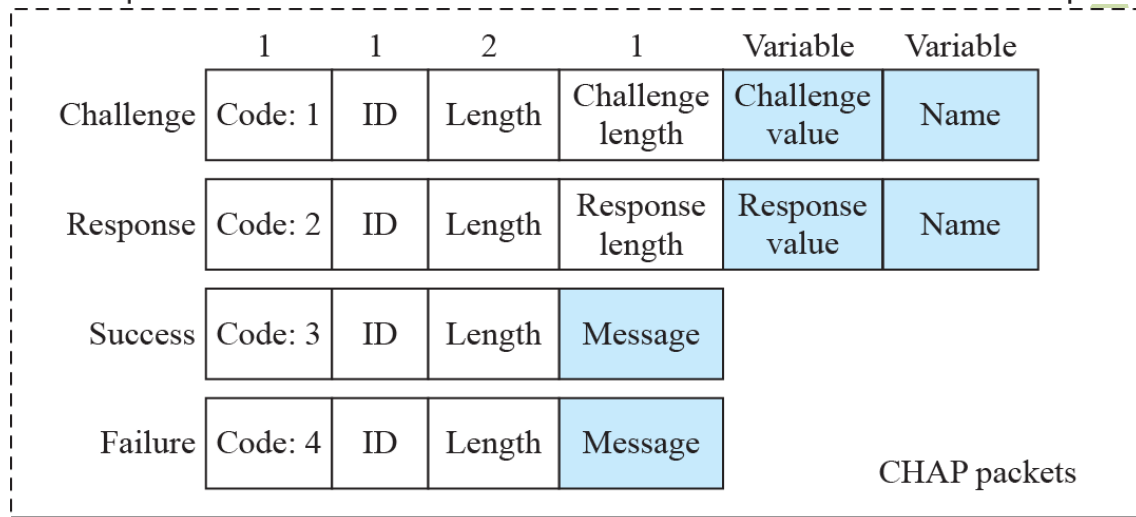 1 1 2 1 Variable Variable
Challenge Code: 1 ID Length Challenge length Challenge value Name
Response Code: 2 ID Length Response length Response value Name
Success Code: 3 ID Length Message
Failure Code: 4 ID Length Message
CHAP packets